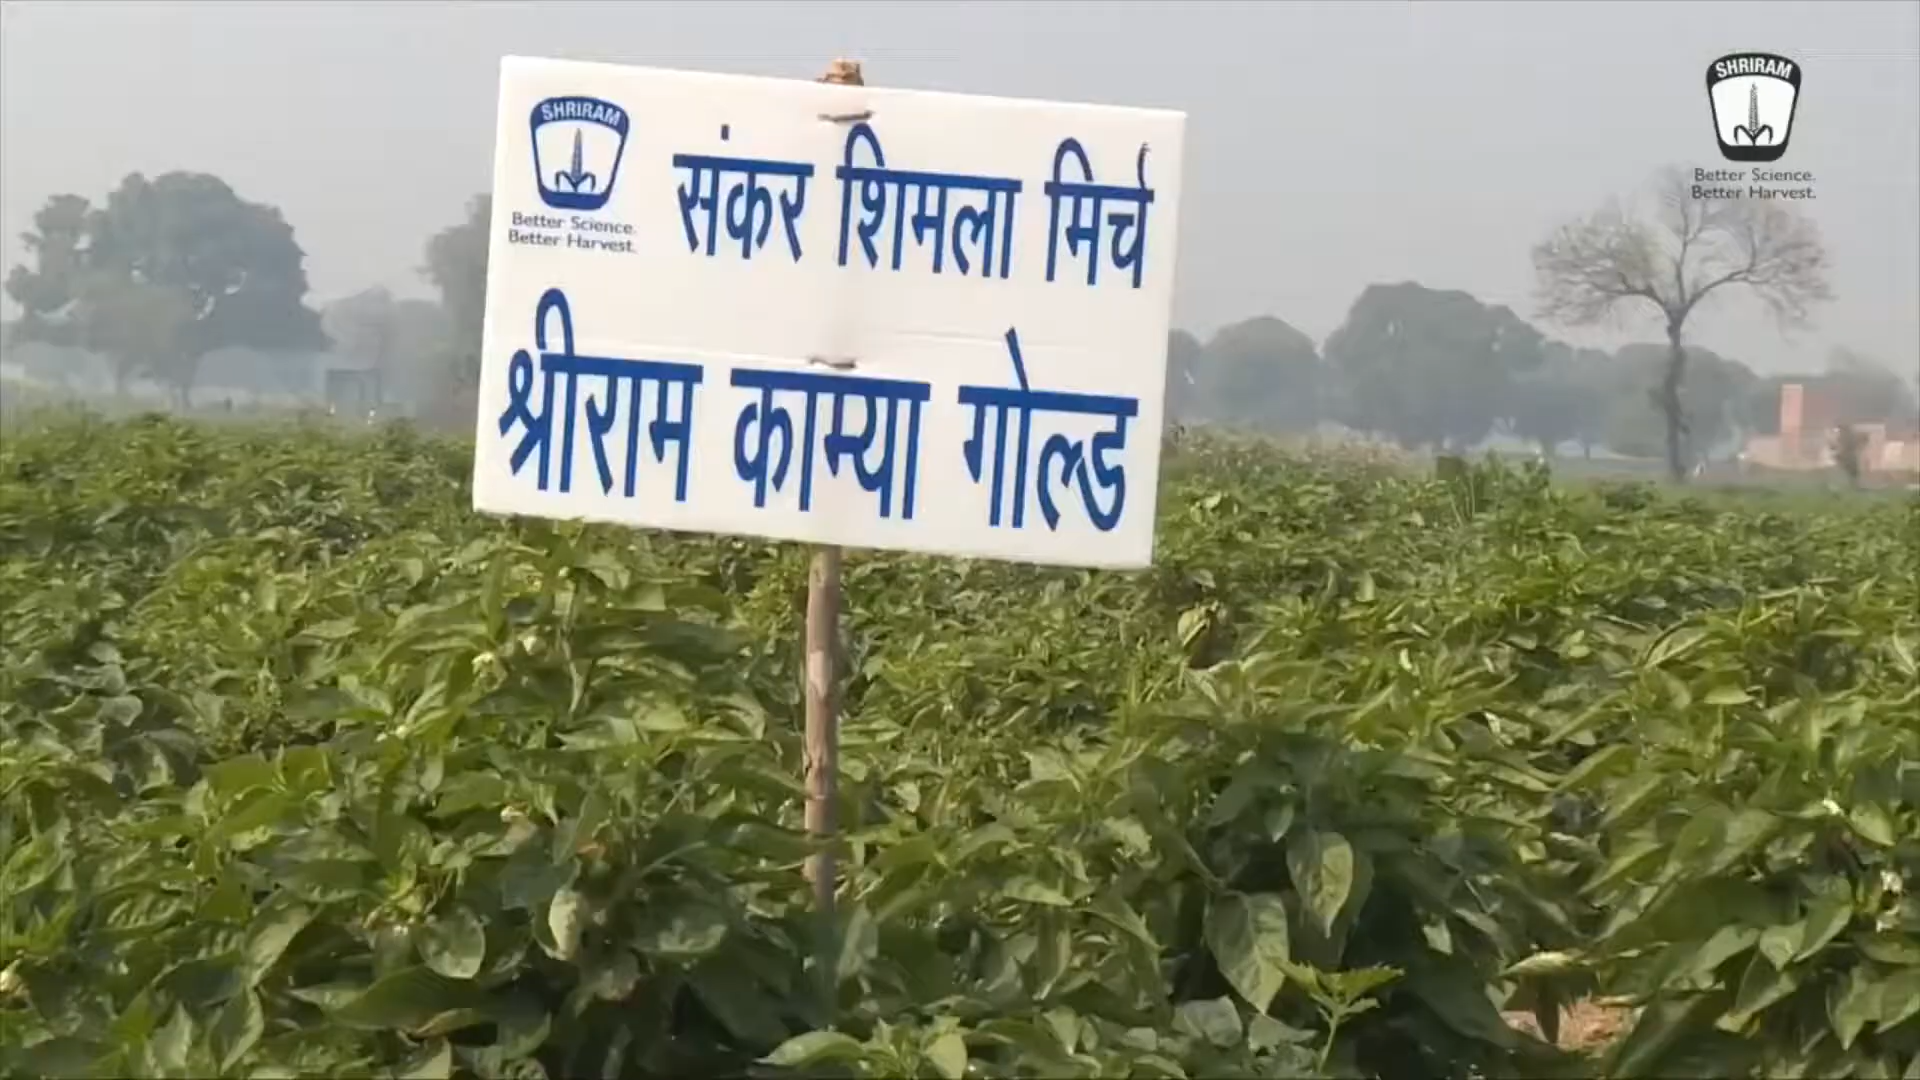 SHRIRAM
Better Science.
Better Harvest.
संकर शिमला मिर्च
श्रीराम काम्या गोल्ड
SHRIRAM
Better Science.
Better Harvest.